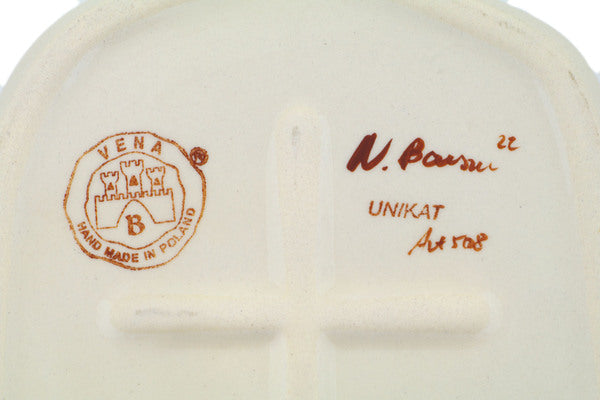 VENA
B
HAND MADE IN POLAND
N.
22
UNIKAT
Art 508